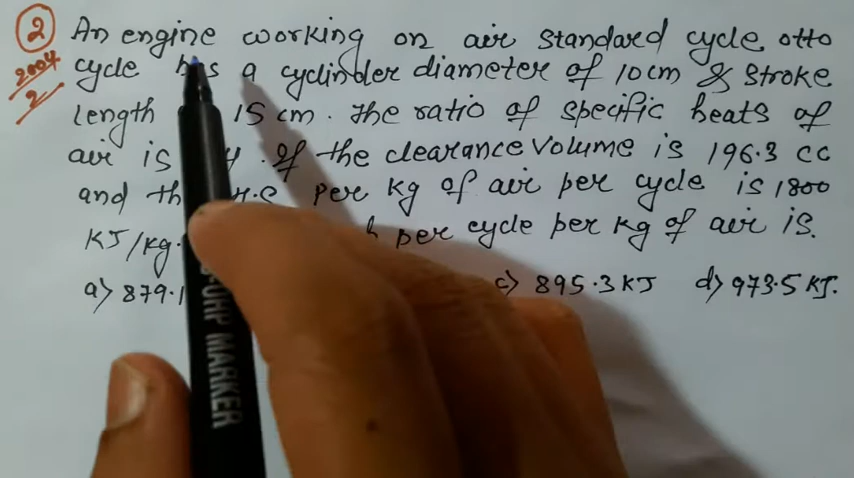 2 An engine working on air standard cycle otto
2004 cycle a cyclinder diameter of 10cm & stroke
2 length 15 cm. The ratio of specific heats of
air is 4. If the clearance volume is 196.3 cc
and per kg of air per cycle is 1800
KJ/kg. per cycle per kg of air is.
a) 879.1 c) 895.3 KJ d) 973.5 KJ.
MARKER